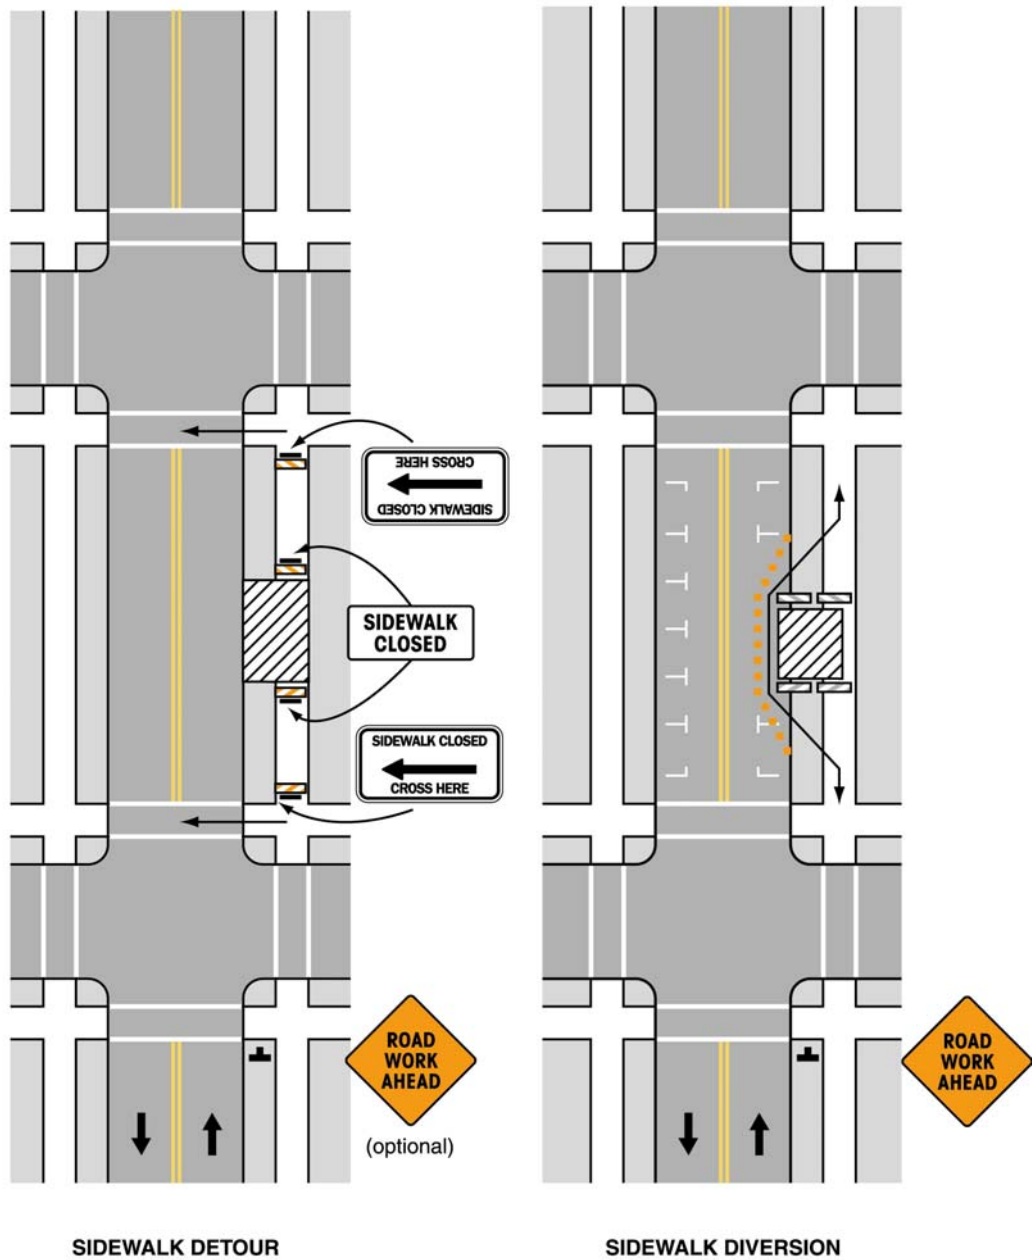 CROSS HERE
SIDEWALK CLOSED
SIDEWALK
CLOSED
SIDEWALK CLOSED
CROSS HERE
ROAD
WORK
AHEAD
(optional)
ROAD
WORK
AHEAD
SIDEWALK DETOUR
SIDEWALK DIVERSION